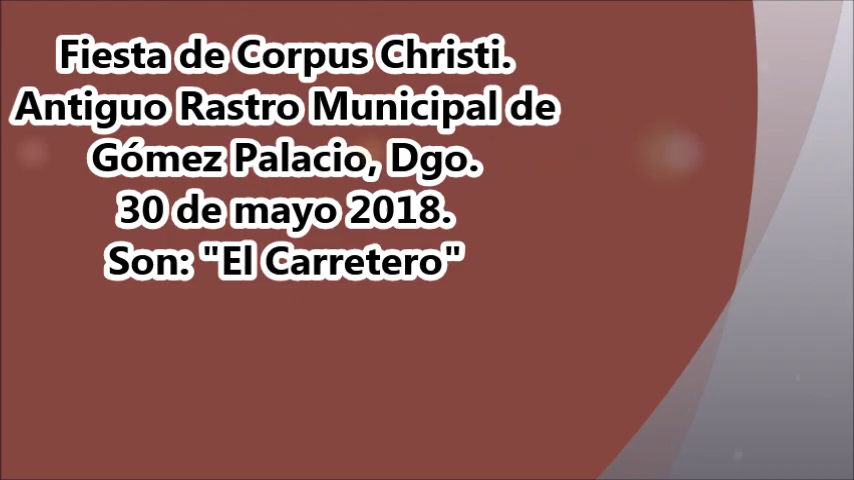 Fiesta de Corpus Christi.
Antiguo Rastro Municipal de
Gómez Palacio, Dgo.
30 de mayo 2018.
Son: "El Carretero"